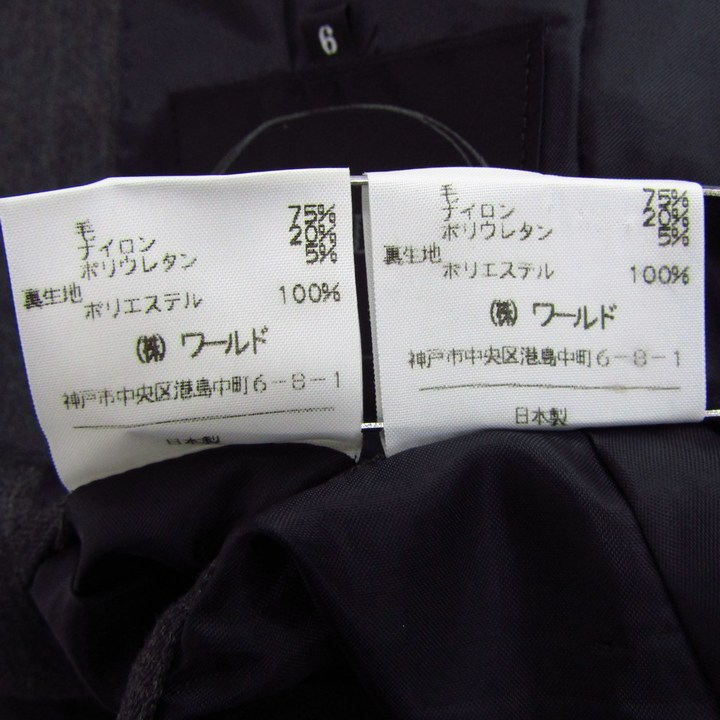 6
毛 75%
ナイロン 20%
ポリウレタン 5%
裏生地
ポリエステル 100%
(株) ワールド
神戸市中央区港島中町6-8-1
日本製
毛 75%
ナイロン 20%
ポリウレタン 5%
裏生地
ポリエステル 100%
(株) ワールド
神戸市中央区港島中町6-8-1
日本製